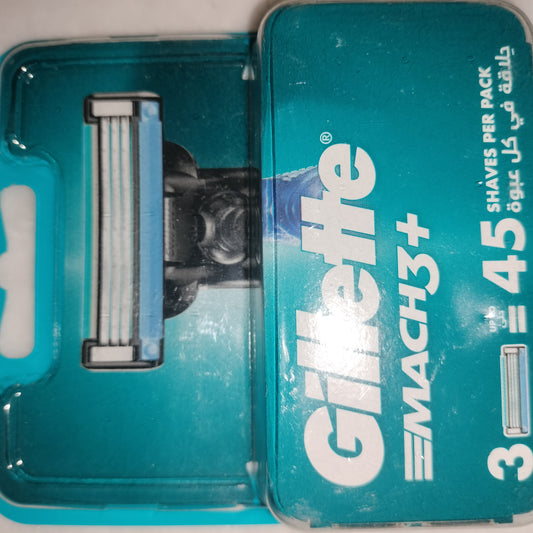 Gillette®
MACH3+
3 = 45 SHAVES PER PACK
حلاقة في كل عبوة